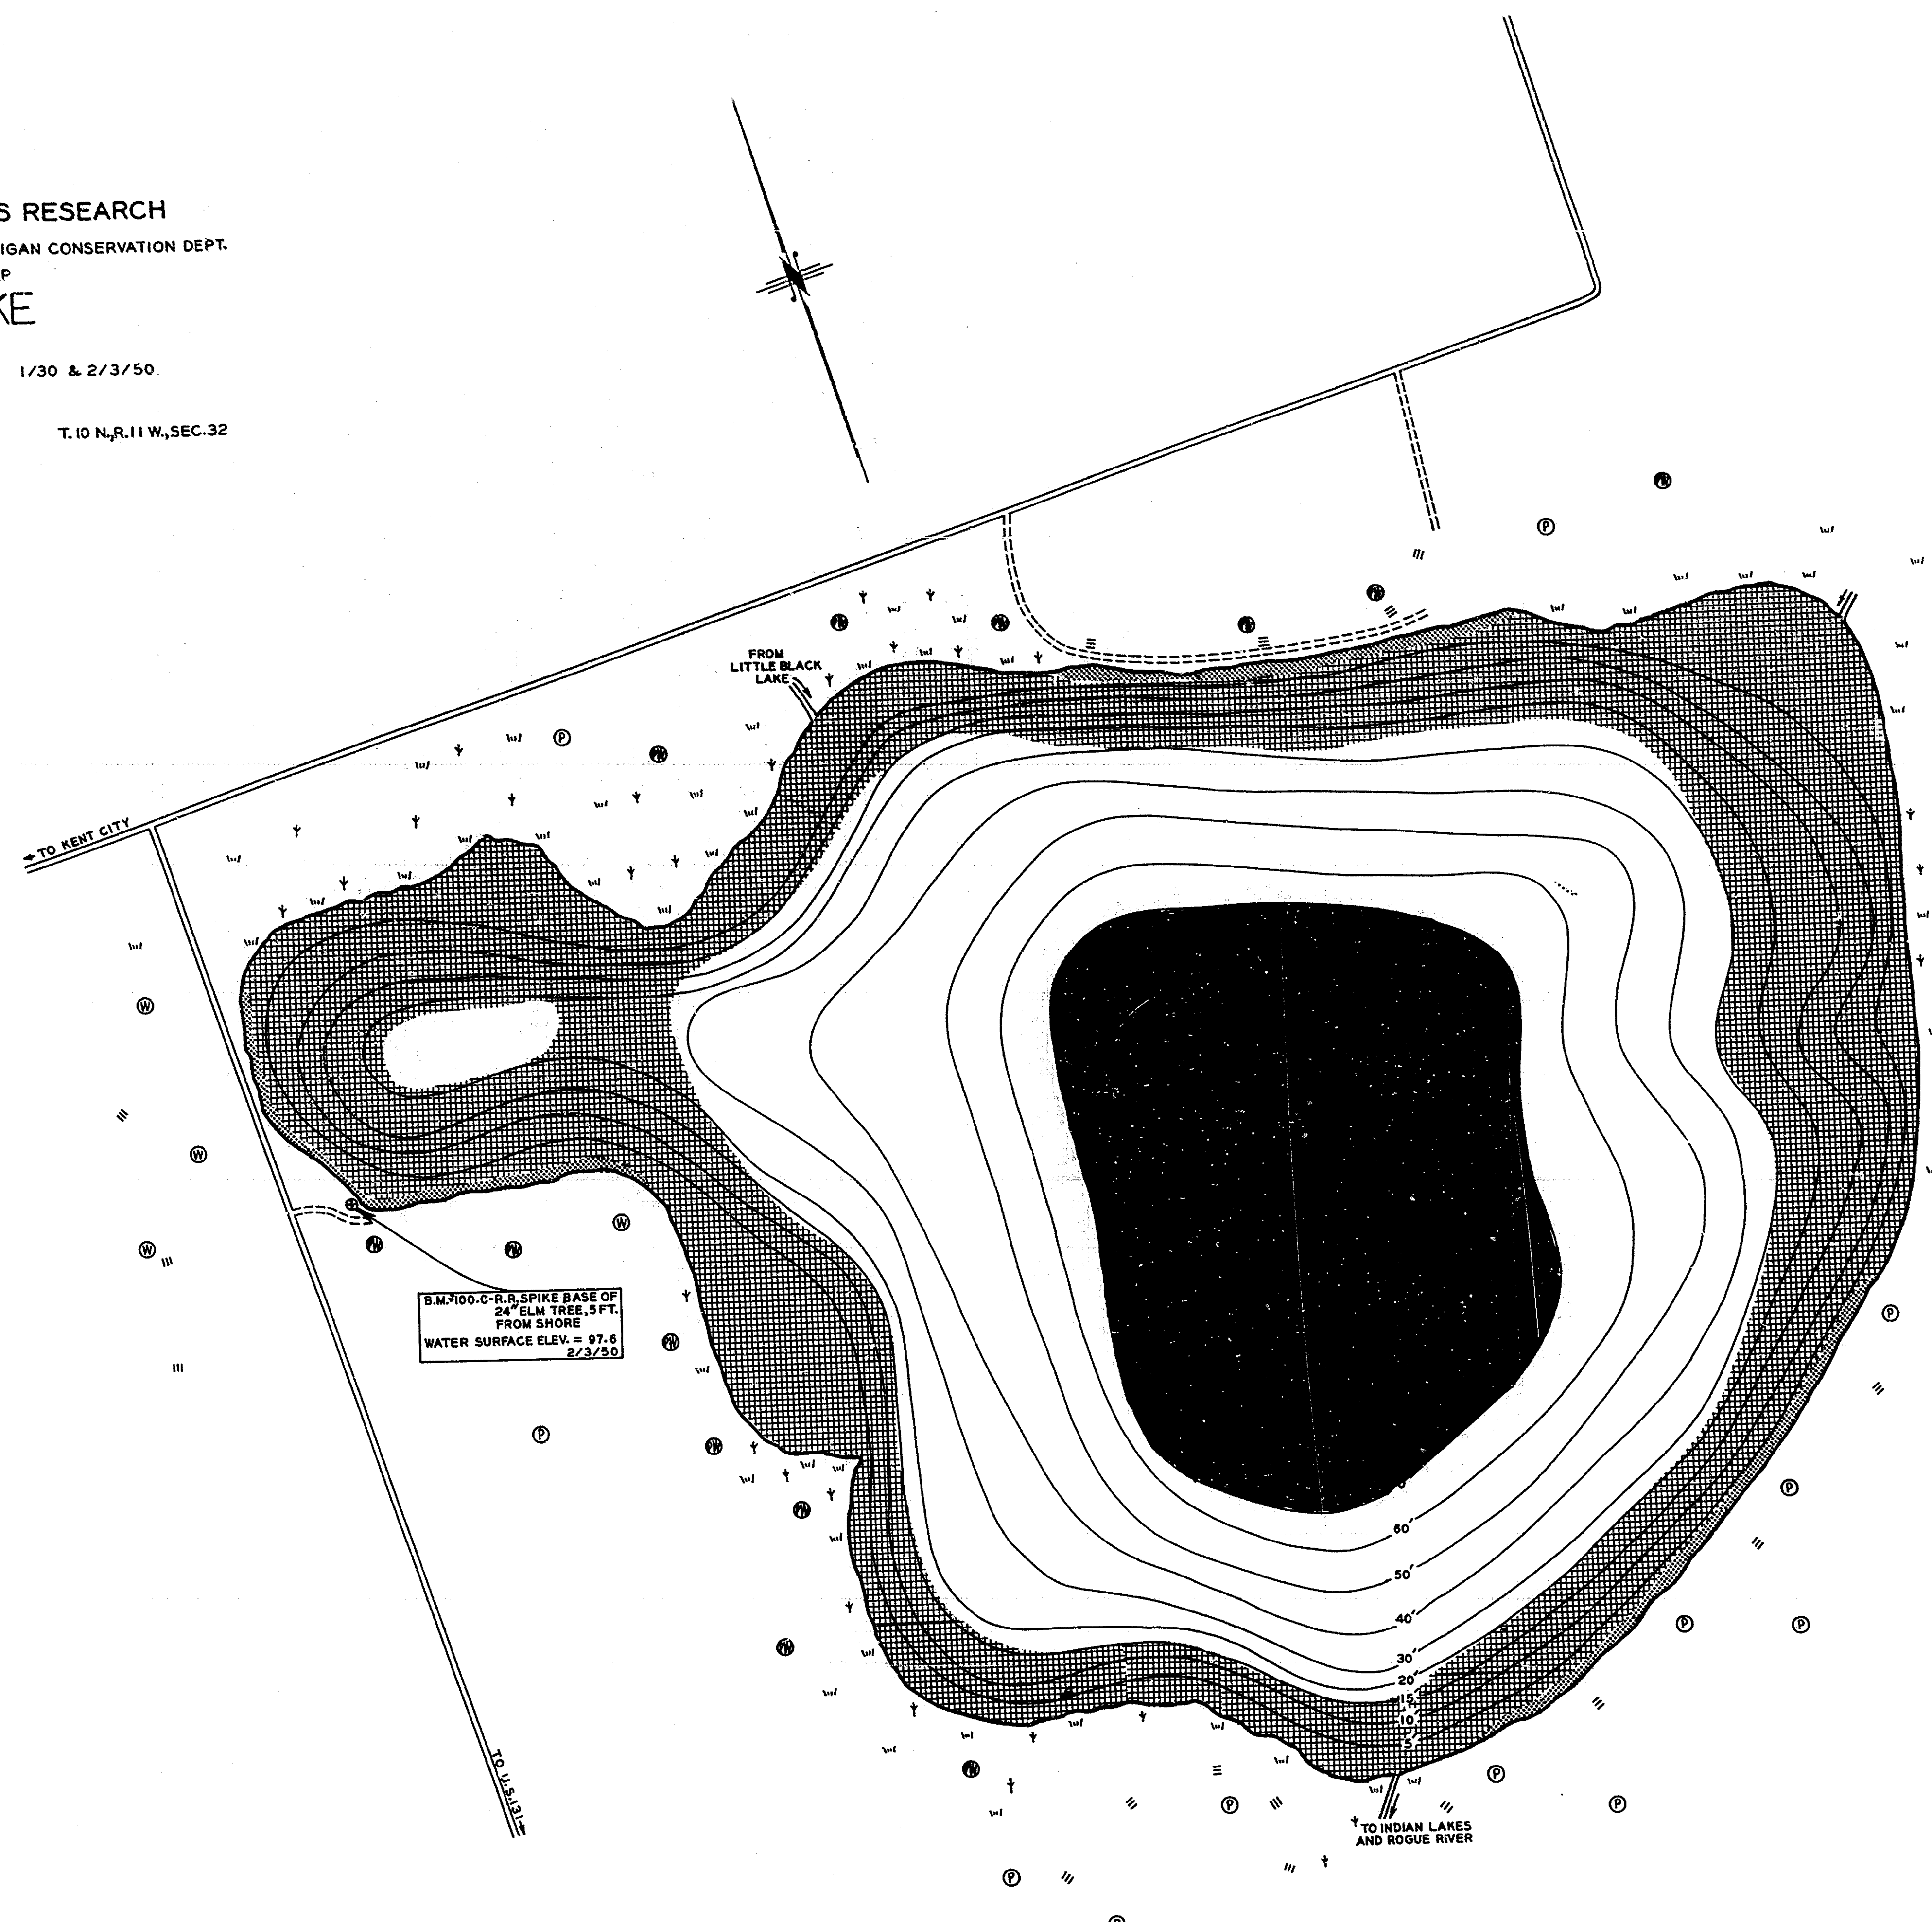 S RESEARCH
IGAN CONSERVATION DEPT.
P
KE
1/30 & 2/3/50
T. 10 N., R. 11 W., SEC. 32
FROM
LITTLE BLACK
LAKE
TO KENT CITY
B.M.#100.0-R.R. SPIKE BASE OF
24" ELM TREE, 5 FT.
FROM SHORE
WATER SURFACE ELEV. = 97.6
2/3/50
60'
50'
40'
30'
20'
15'
10'
5'
TO U.S.131
TO INDIAN LAKES
AND ROGUE RIVER
P
P
W
W
W
W
P
P
P
P
P
P
P
P
P